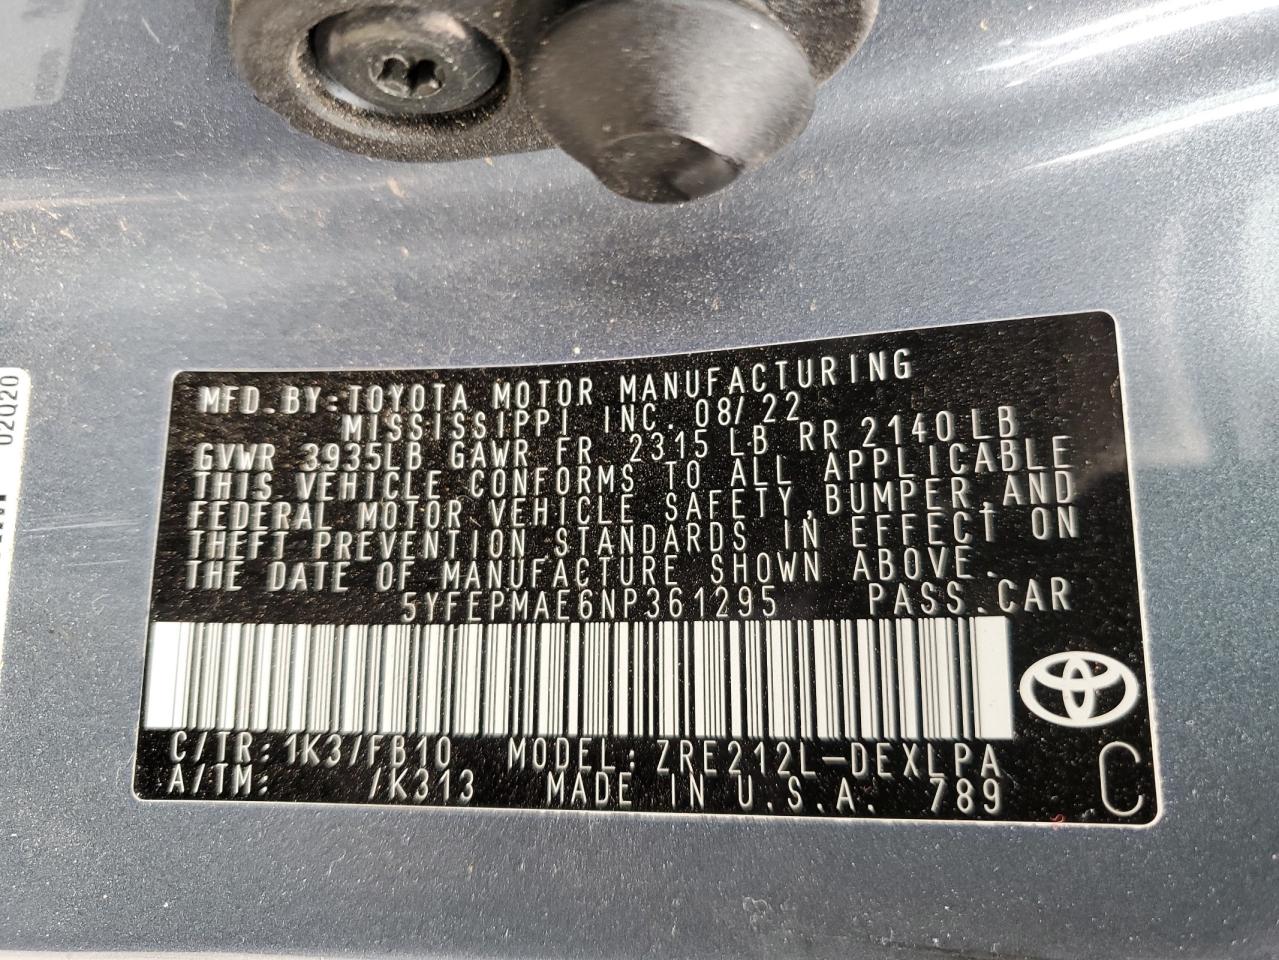 MFD.BY:TOYOTA MOTOR MANUFACTURING
MISSISSIPPI INC. 08/22
GVWR 3935LB GAWR FR 2315 LB RR 2140 LB
THIS VEHICLE CONFORMS TO ALL APPLICABLE
FEDERAL MOTOR VEHICLE SAFETY, BUMPER, AND
THEFT PREVENTION STANDARDS IN EFFECT ON
THE DATE OF MANUFACTURE SHOWN ABOVE.
5YFEPMAE6NP361295 PASS.CAR
C/TR: 1K3/FB10 MODEL: ZRE212L-DEXLPA
A/TM: /K313 MADE IN U.S.A. 789
C
02Q20